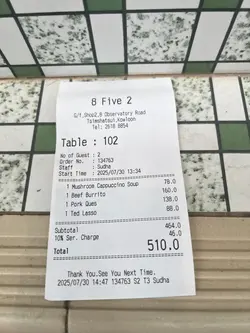 8 Five 2
G/1,Shop2,8 Observatory Road
Tsimshatsui,Kowloon
Tel: 2618 8054
Table : 102
No of Guest : 2
Order No. : 134763
Staff : Sudha
Start Time : 2025/07/30 13:34
1 Mushroom Cappuccino Soup 78.0
1 Beef Burrito 160.0
1 Pork Ques 138.0
1 Ted Lasso 88.0
Subtotal 464.0
10% Ser. Charge 46.0
Total 510.0
Thank You.See You Next Time.
2025/07/30 14:47 134763 S2 T3 Sudha